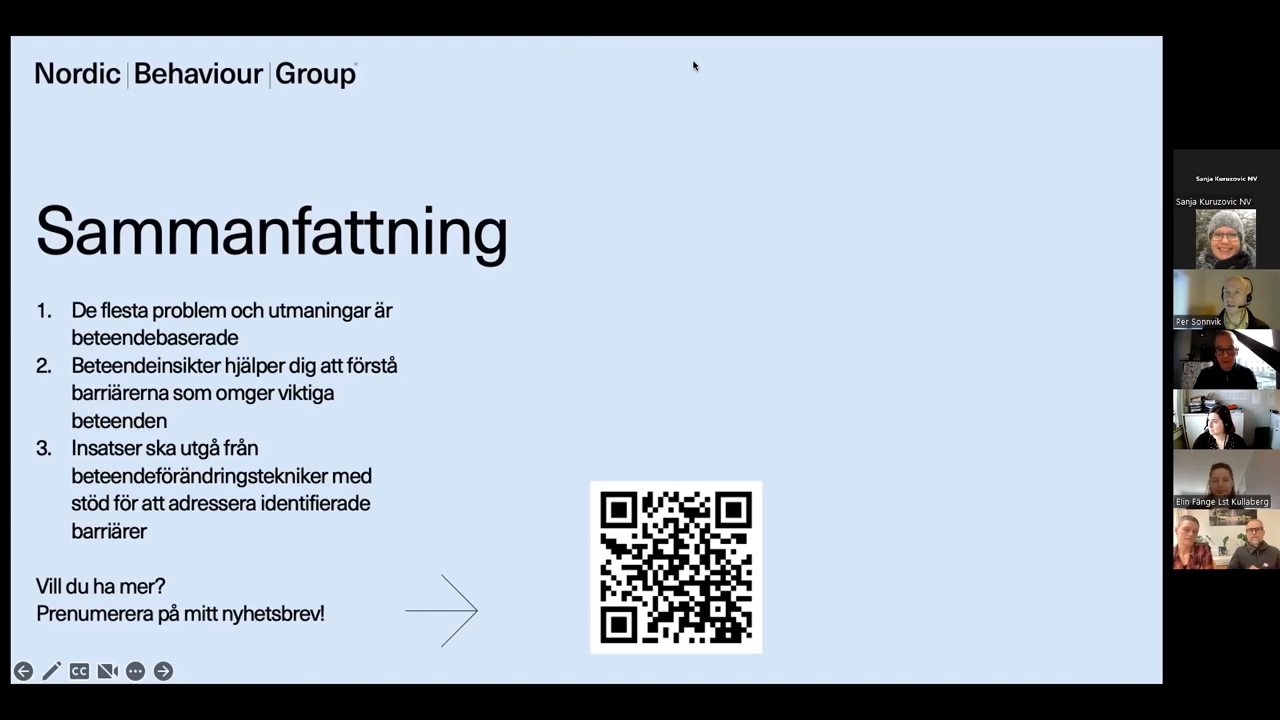 Nordic | Behaviour | Group
Sammanfattning
1. De flesta problem och utmaningar är
beteendebaserade
2. Beteendeinsikter hjälper dig att förstå
barriärerna som omger viktiga
beteenden
3. Insatser ska utgå från
beteendeförändringstekniker med
stöd för att adressera identifierade
barriärer
Vill du ha mer?
Prenumerera på mitt nyhetsbrev!
CC
Sanja Kuruzovic NV
Sanja Kuruzovic NV
Per Sonnvik
Elin Fänge Lst Kullaberg